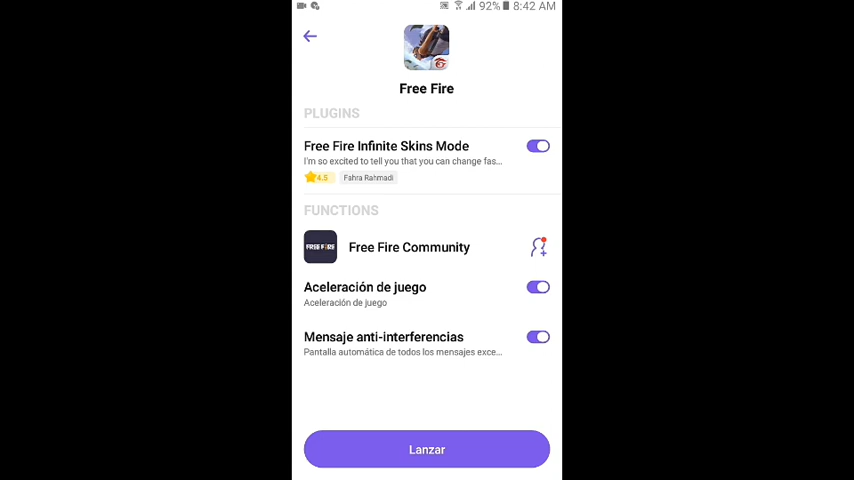 92% 8:42 AM
Free Fire
PLUGINS
Free Fire Infinite Skins Mode
I'm so excited to tell you that you can change fas...
4.5 Fahra Rahmadi
FUNCTIONS
FREE FIRE Free Fire Community
Aceleración de juego
Aceleración de juego
Mensaje anti-interferencias
Pantalla automática de todos los mensajes exce...
Lanzar